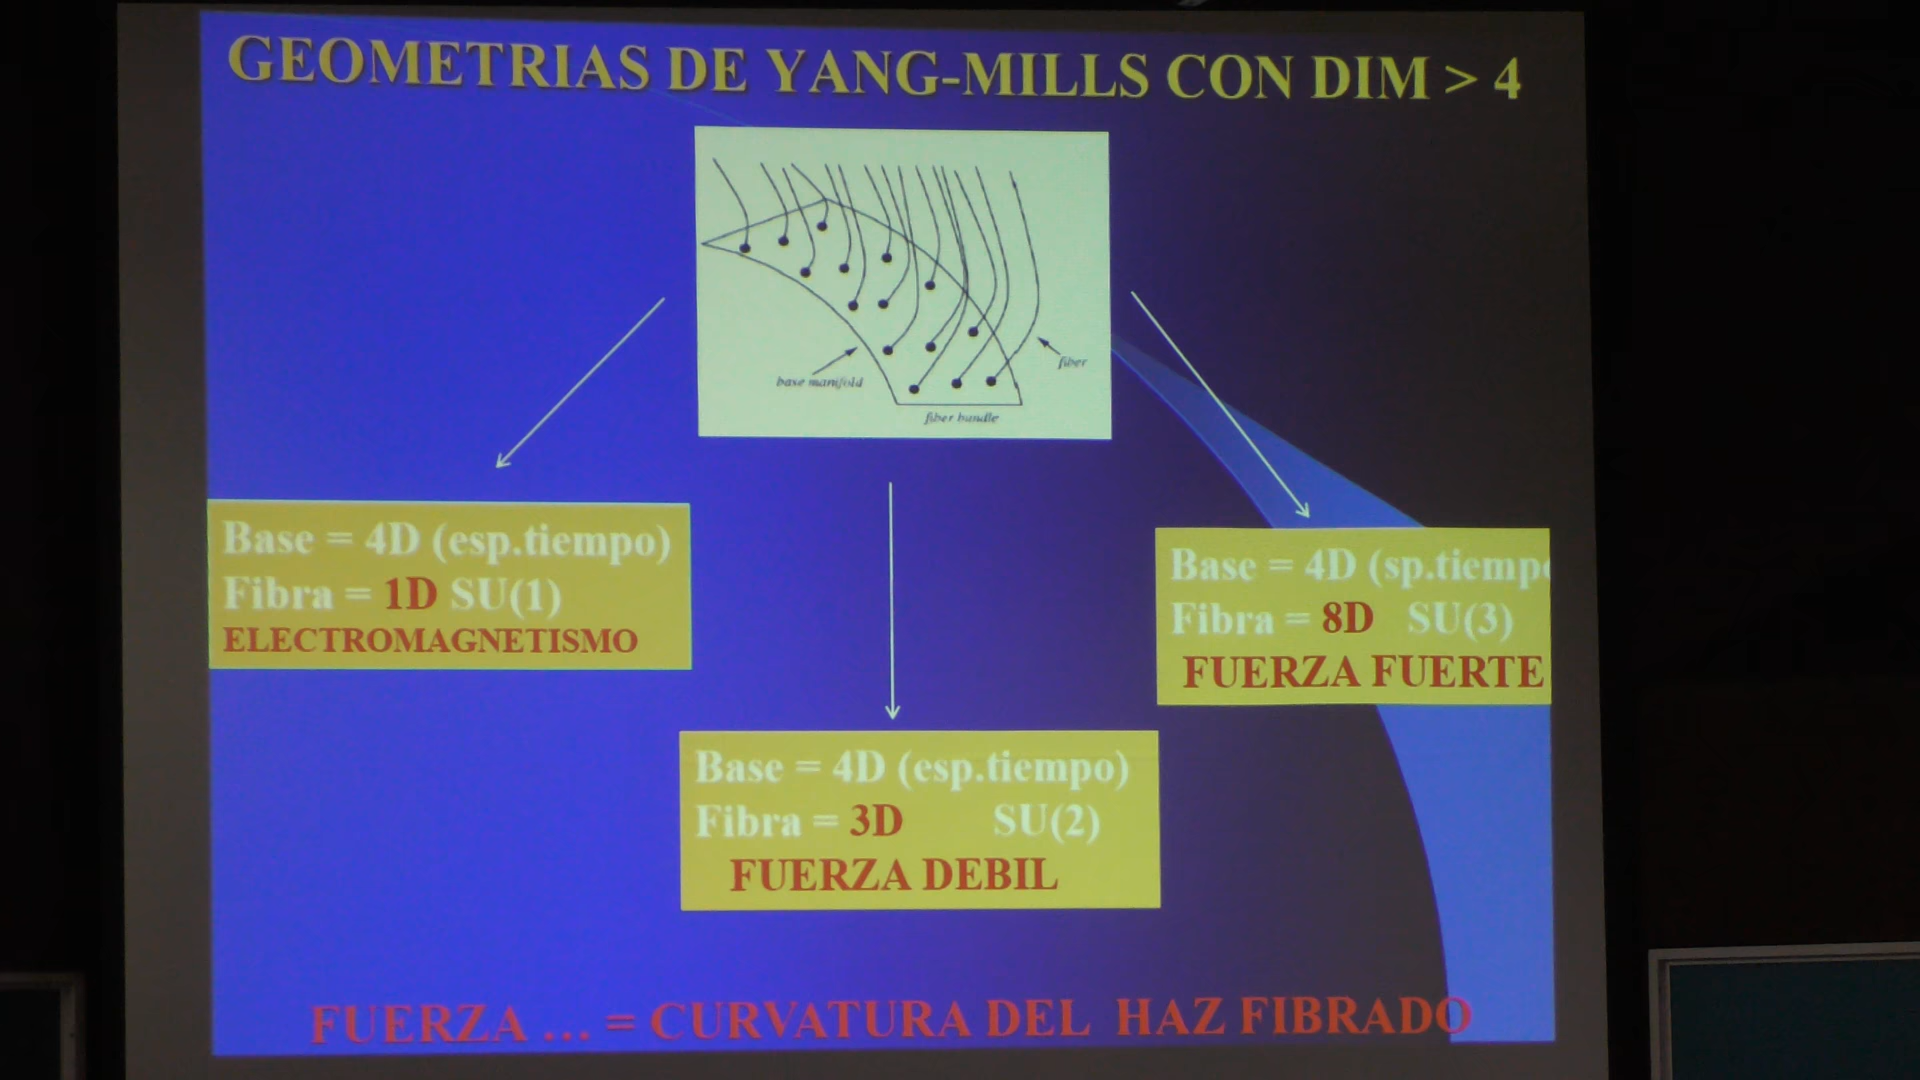 GEOMETRIAS DE YANG-MILLS CON DIM > 4
base manifold
fiber
fiber bundle
Base = 4D (esp.tiempo)
Fibra = 1D SU(1)
ELECTROMAGNETISMO
Base = 4D (sp.tiempo
Fibra = 8D SU(3)
FUERZA FUERTE
Base = 4D (esp.tiempo)
Fibra = 3D SU(2)
FUERZA DEBIL
FUERZA ... = CURVATURA DEL HAZ FIBRADO